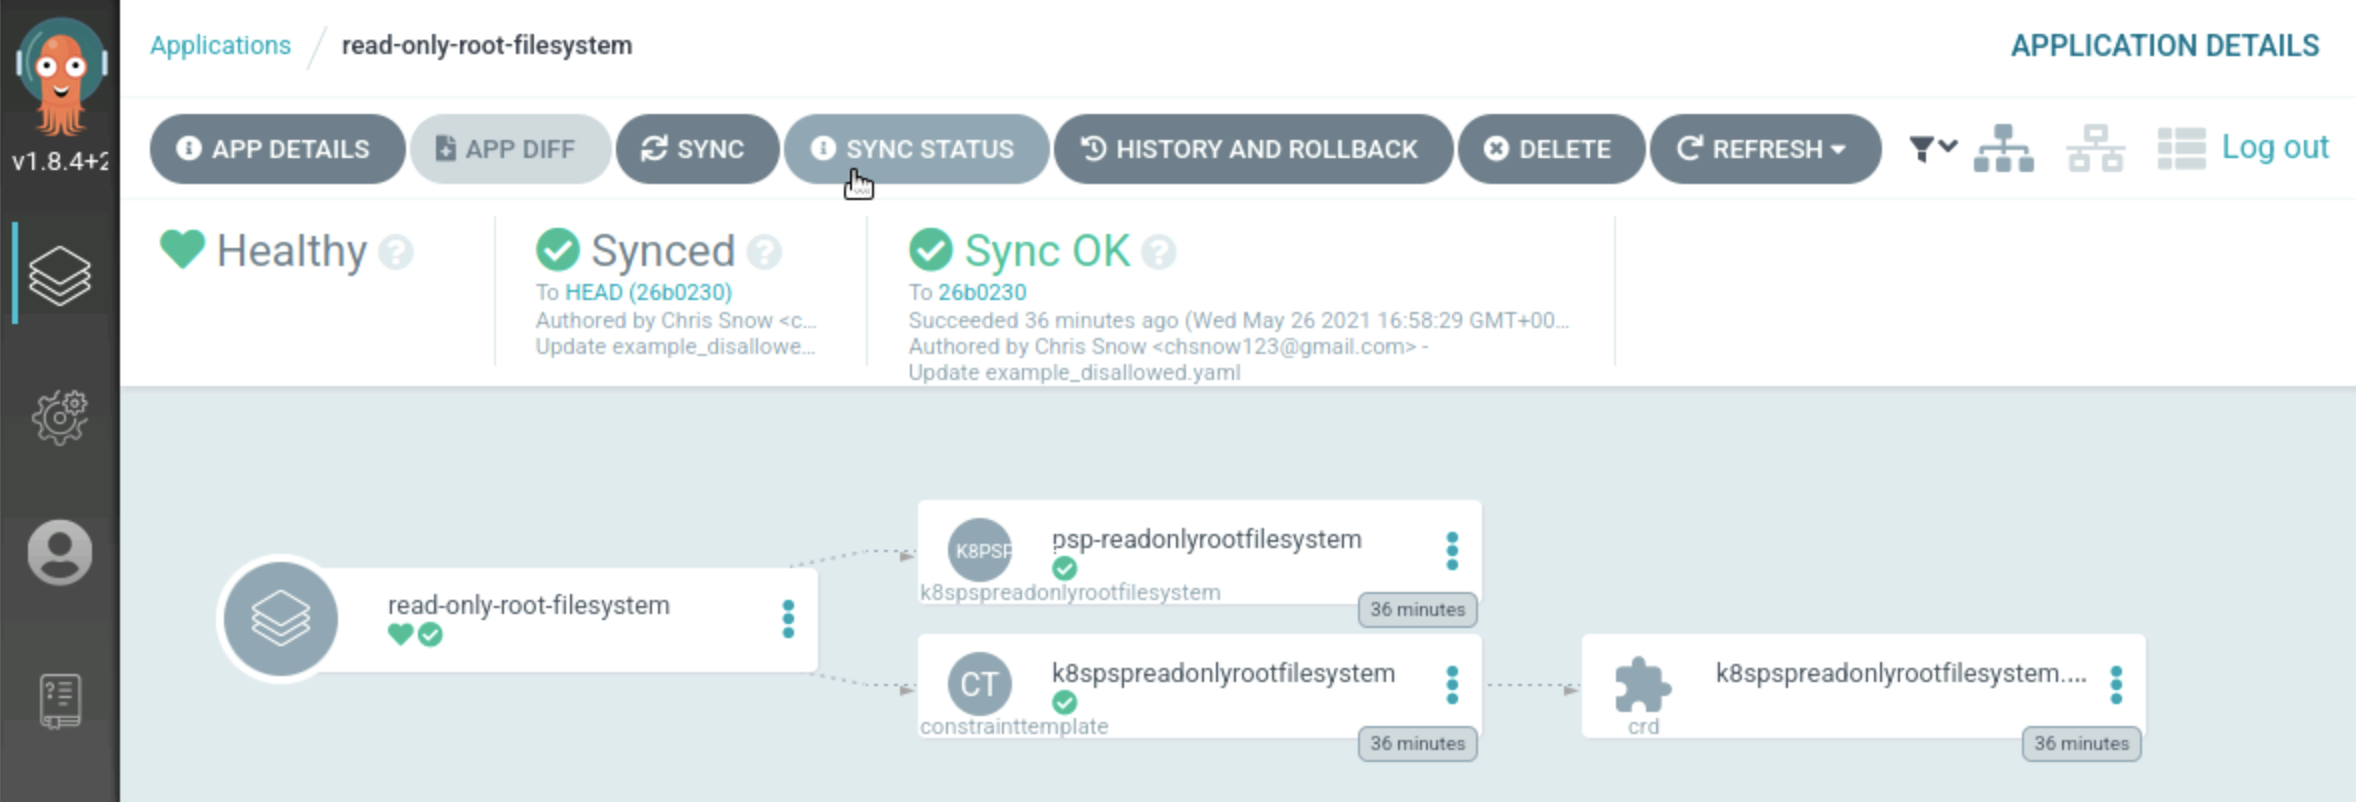 Applications / read-only-root-filesystem
APPLICATION DETAILS
v1.8.4+2
APP DETAILS
APP DIFF
SYNC
SYNC STATUS
HISTORY AND ROLLBACK
DELETE
REFRESH
Log out
Healthy
Synced
To HEAD (26b0230)
Authored by Chris Snow <c...
Update example_disallowe...
Sync OK
To 26b0230
Succeeded 36 minutes ago (Wed May 26 2021 16:58:29 GMT+00...
Authored by Chris Snow <chsnow123@gmail.com> -
Update example_disallowed.yaml
read-only-root-filesystem
K8PSP
psp-readonlyrootfilesystem
k8spspreadonlyrootfilesystem
36 minutes
CT
k8spspreadonlyrootfilesystem
constrainttemplate
36 minutes
k8spspreadonlyrootfilesystem....
crd
36 minutes